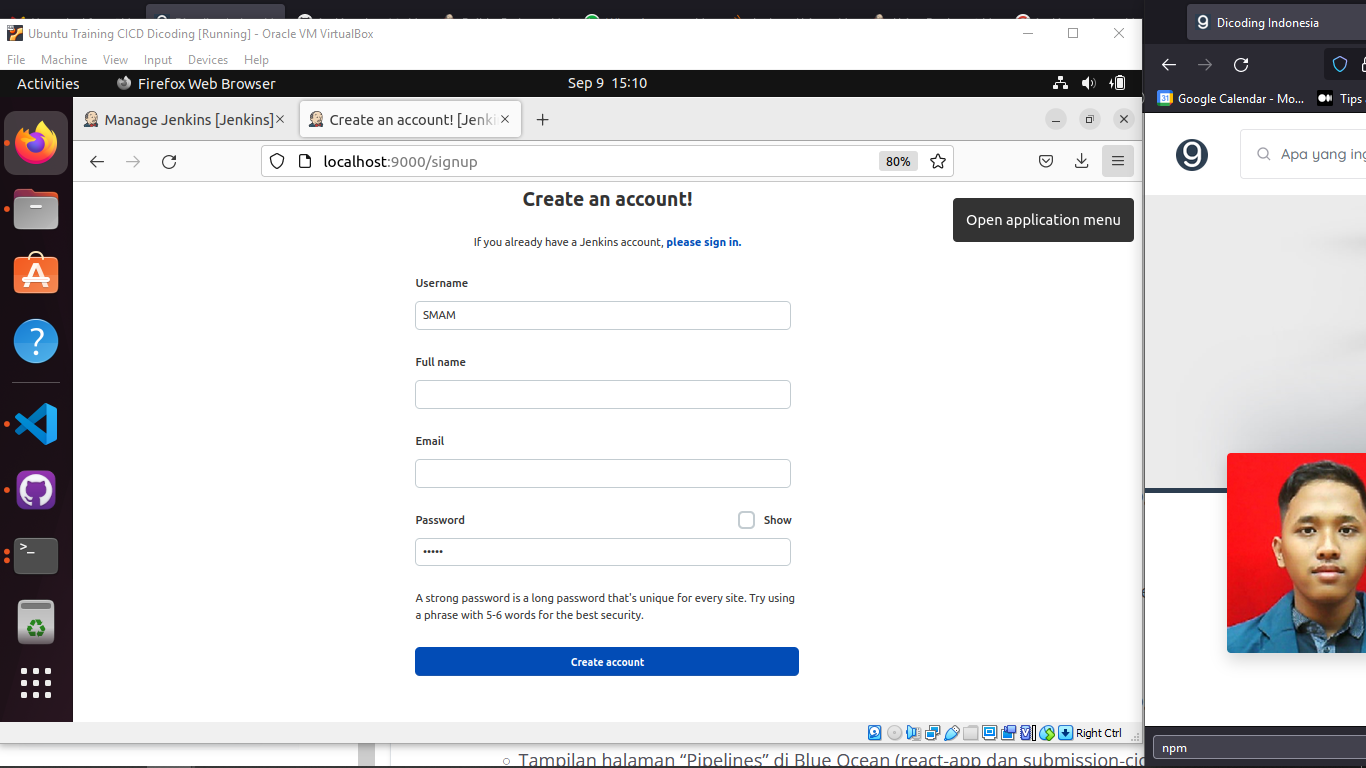 Ubuntu Training CICD Dicoding [Running] - Oracle VM VirtualBox
File Machine View Input Devices Help
Activities Firefox Web Browser Sep 9 15:10
Manage Jenkins [Jenkins] Create an account! [Jenki
localhost:9000/signup 80%
Create an account!
Open application menu
If you already have a Jenkins account, please sign in.
Username
SMAM
Full name
Email
Password Show
•••••
A strong password is a long password that's unique for every site. Try using
a phrase with 5-6 words for the best security.
Create account
Right Ctrl
Tampilan halaman “Pipelines” di Blue Ocean (react-app dan submission-cic
Dicoding Indonesia
Google Calendar - Mo... Tips
31
Apa yang ing
npm